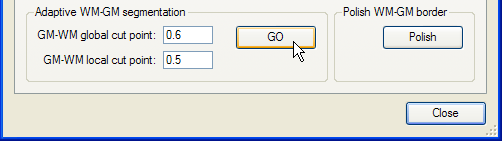 Adaptive WM-GM segmentation
GM-WM global cut point: 0.6
GM-WM local cut point: 0.5
GO
Polish WM-GM border
Polish
Close